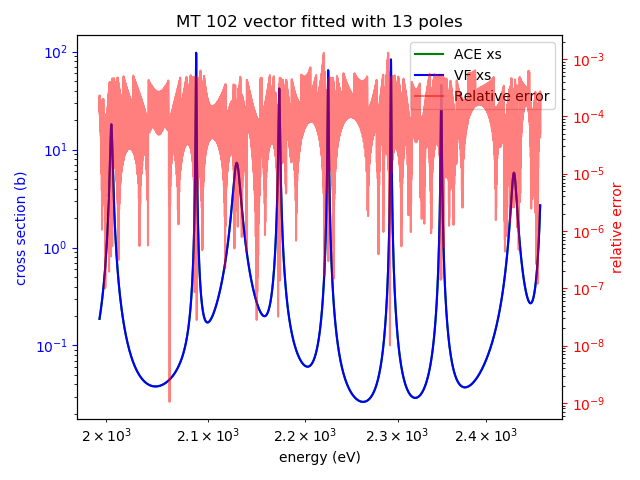 MT 102 vector fitted with 13 poles
10²
10¹
10⁰
10⁻¹
cross section (b)
ACE xs
VF xs
Relative error
10⁻³
10⁻⁴
10⁻⁵
10⁻⁶
10⁻⁷
10⁻⁸
10⁻⁹
relative error
2 × 10³ 2.1 × 10³ 2.2 × 10³ 2.3 × 10³ 2.4 × 10³
energy (eV)